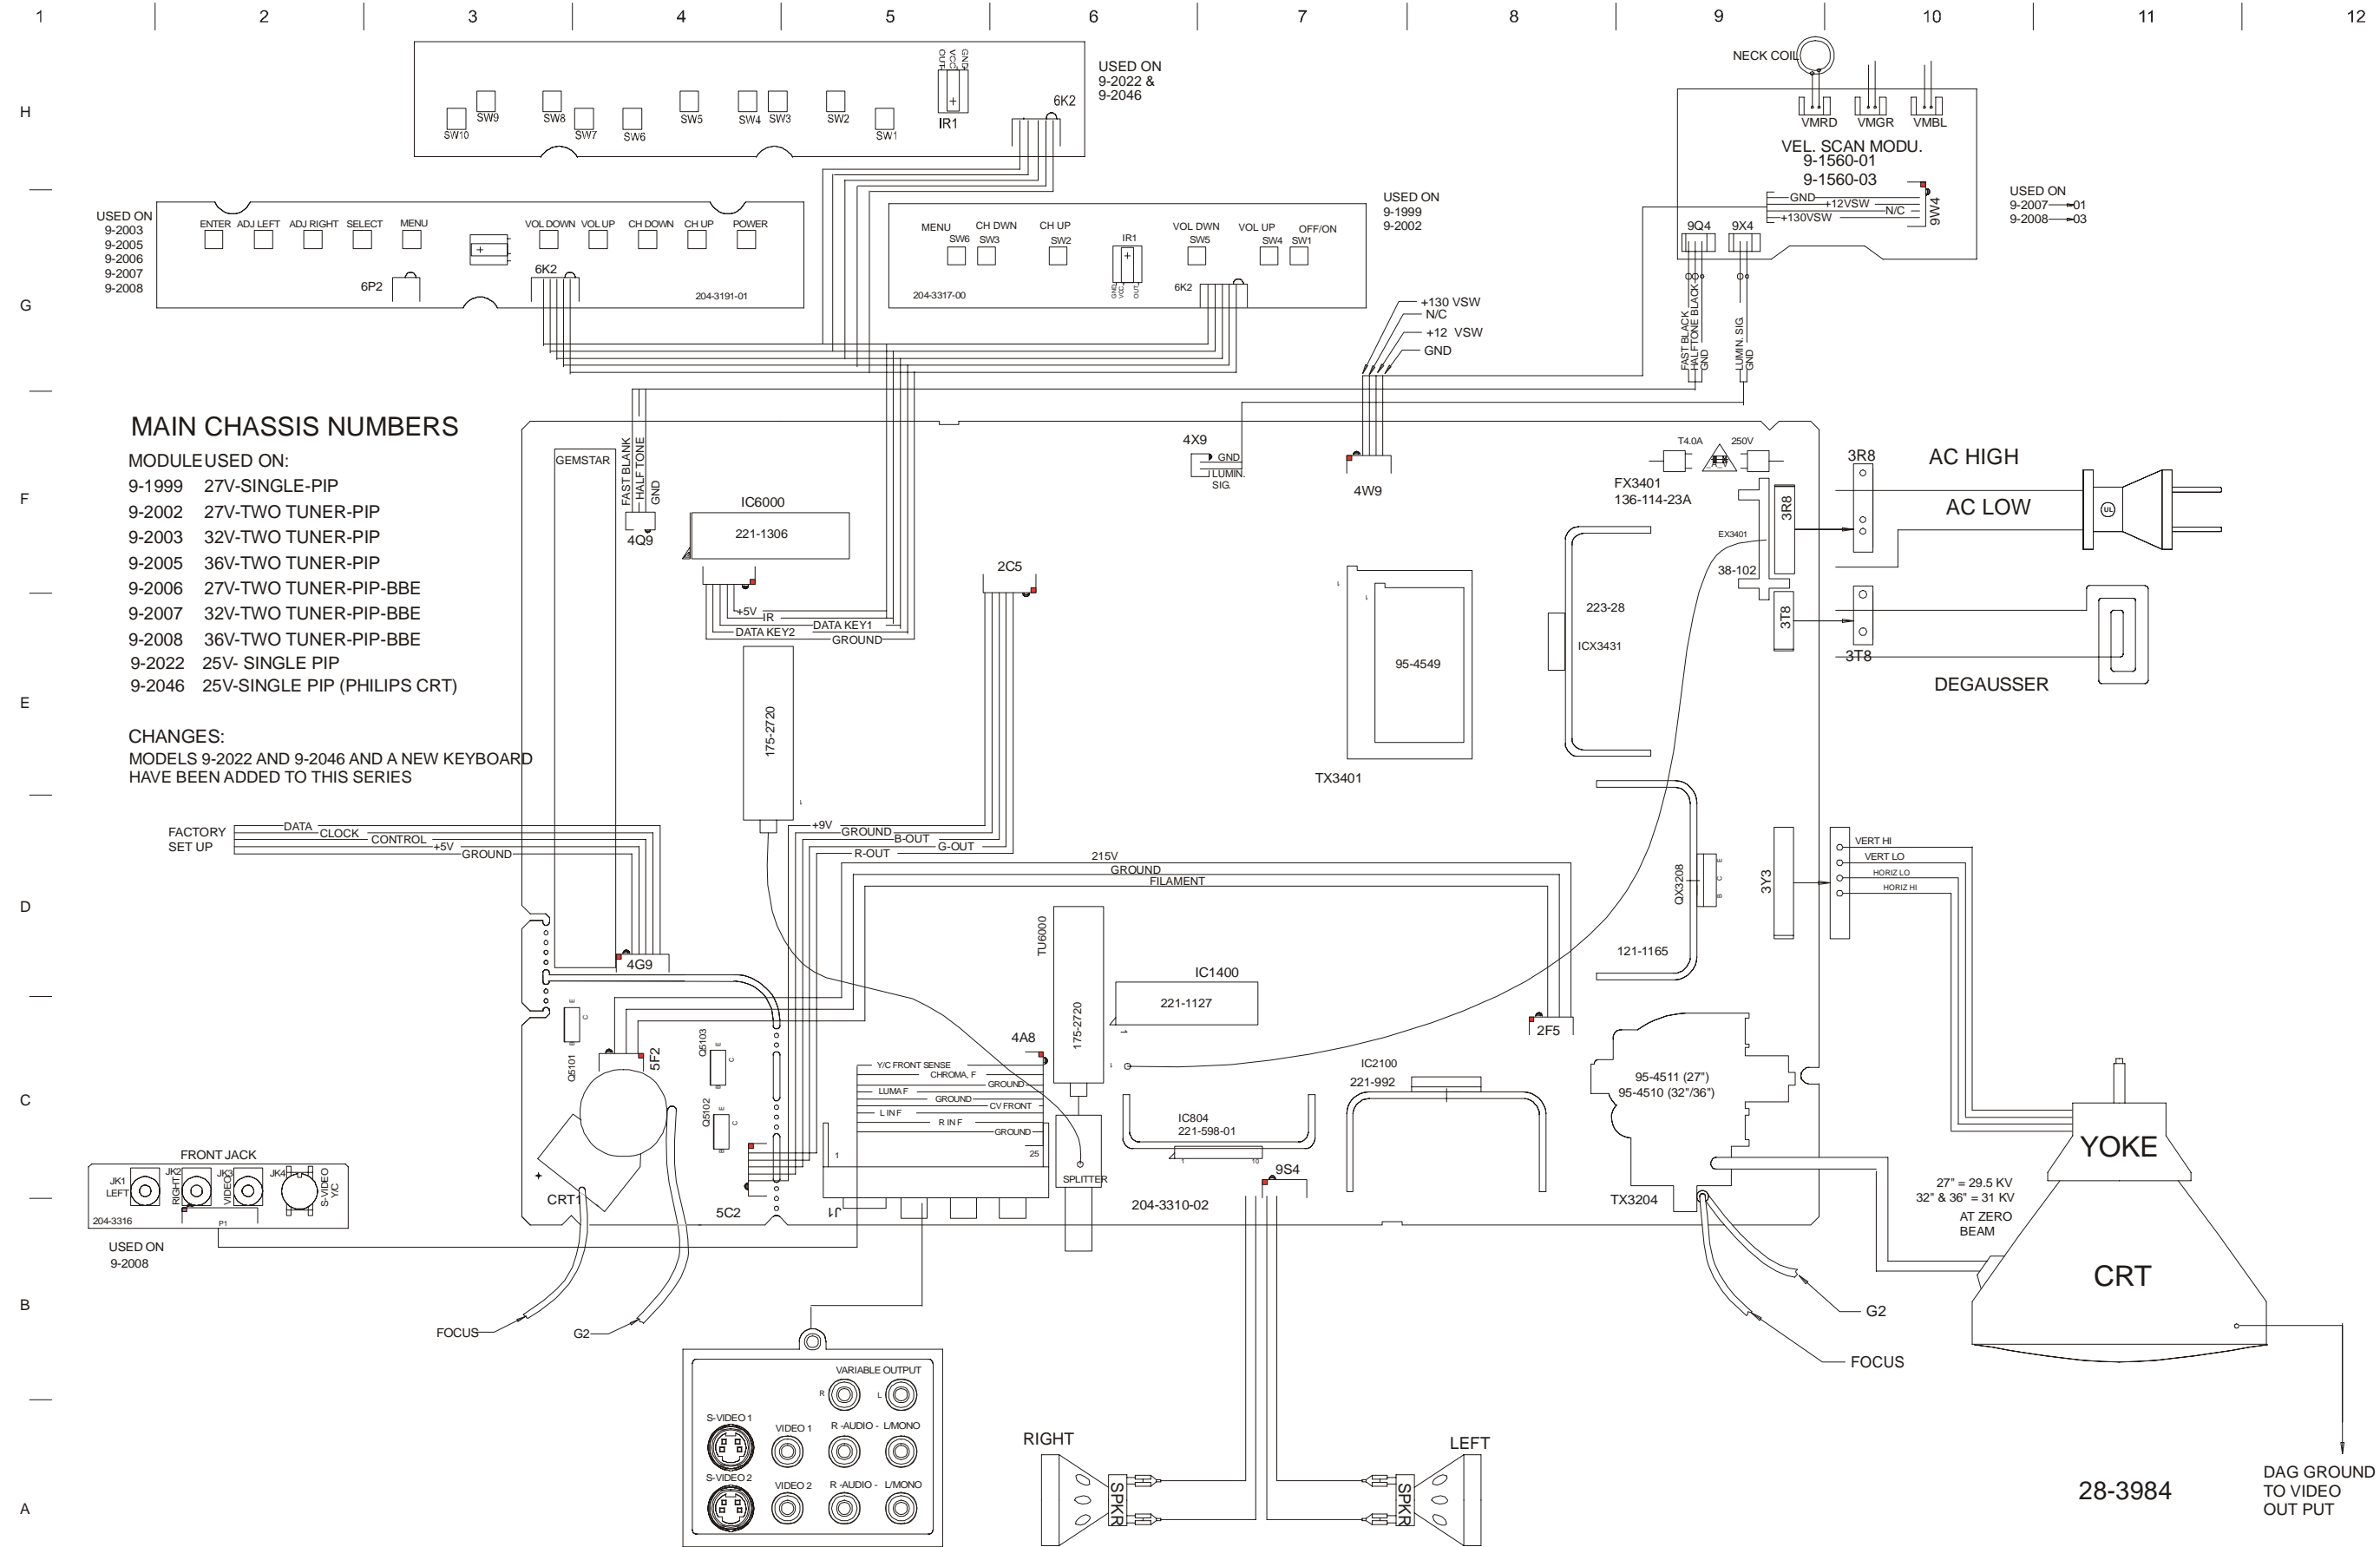 1 2 3 4 5 6 7 8 9 10 11 12
H
G
F
E
D
C
B
A
SW10
SW9
SW8
SW7
SW6
SW5
SW4
SW3
SW2
SW1
OUT
VCC
GND
IR1
6K2
USED ON
9-2022 &
9-2046
NECK COIL
VMRD
VMGR
VMBL
VEL. SCAN MODU.
9-1560-01
9-1560-03
GND
+12VSW
N/C
+130VSW
9W4
9Q4
9X4
USED ON
9-2007 01
9-2008 03
FAST BLACK
HALFTONE BLACK
GND
LUMIN. SIG.
GND
USED ON
9-2003
9-2005
9-2006
9-2007
9-2008
ENTER
ADJ LEFT
ADJ RIGHT
SELECT
MENU
VOL DOWN
VOL UP
CH DOWN
CH UP
POWER
6P2
6K2
204-3191-01
MENU
SW6
CH DWN
SW3
CH UP
SW2
IR1
GND
VCC
OUT
VOL DWN
SW5
VOL UP
SW4
OFF/ON
SW1
204-3317-00
6K2
USED ON
9-1999
9-2002
+130 VSW
N/C
+12 VSW
GND
MAIN CHASSIS NUMBERS
MODULE USED ON:
9-1999 27V-SINGLE-PIP
9-2002 27V-TWO TUNER-PIP
9-2003 32V-TWO TUNER-PIP
9-2005 36V-TWO TUNER-PIP
9-2006 27V-TWO TUNER-PIP-BBE
9-2007 32V-TWO TUNER-PIP-BBE
9-2008 36V-TWO TUNER-PIP-BBE
9-2022 25V- SINGLE PIP
9-2046 25V-SINGLE PIP (PHILIPS CRT)
CHANGES:
MODELS 9-2022 AND 9-2046 AND A NEW KEYBOARD
HAVE BEEN ADDED TO THIS SERIES
GEMSTAR
FAST BLANK
HALF TONE
GND
4Q9
IC6000
221-1306
+5V
IR
DATA KEY1
DATA KEY2
GROUND
2C5
4X9
GND
LUMIN.
SIG.
4W9
T4.0A
250V
FX3401
136-114-23A
3R8
EX3401
38-102
3T8
3R8
AC HIGH
AC LOW
UL
3T8
DEGAUSSER
223-28
ICX3431
95-4549
TX3401
175-2720
1
FACTORY
SET UP
DATA
CLOCK
CONTROL
+5V
GROUND
4G9
+9V
GROUND
B-OUT
G-OUT
R-OUT
215V
GROUND
FILAMENT
QX3208
E
C
B
121-1165
3Y3
VERT HI
VERT LO
HORIZ LO
HORIZ HI
TU6000
175-2720
IC1400
221-1127
1
2F5
Q5101
E
C
B
5F2
Q5103
E
C
B
Q5102
E
C
B
CRT1
5C2
4A8
Y/C FRONT SENSE
CHROMA, F
GROUND
LUMA F
GROUND
CV FRONT
L IN F
R IN F
GROUND
1
25
J1
SPLITTER
IC804
221-598-01
1
10
9S4
204-3310-02
IC2100
221-992
95-4511 (27")
95-4510 (32"/36")
TX3204
FRONT JACK
JK1
LEFT
JK2
RIGHT
JK3
VIDEO
JK4
S-VIDEO
Y/C
204-3316
P1
USED ON
9-2008
FOCUS
G2
G2
FOCUS
27" = 29.5 KV
32" & 36" = 31 KV
AT ZERO
BEAM
YOKE
CRT
VARIABLE OUTPUT
R
L
S-VIDEO 1
VIDEO 1
R -AUDIO - L/MONO
S-VIDEO 2
VIDEO 2
R -AUDIO - L/MONO
RIGHT
SPKR
LEFT
SPKR
28-3984
DAG GROUND
TO VIDEO
OUT PUT